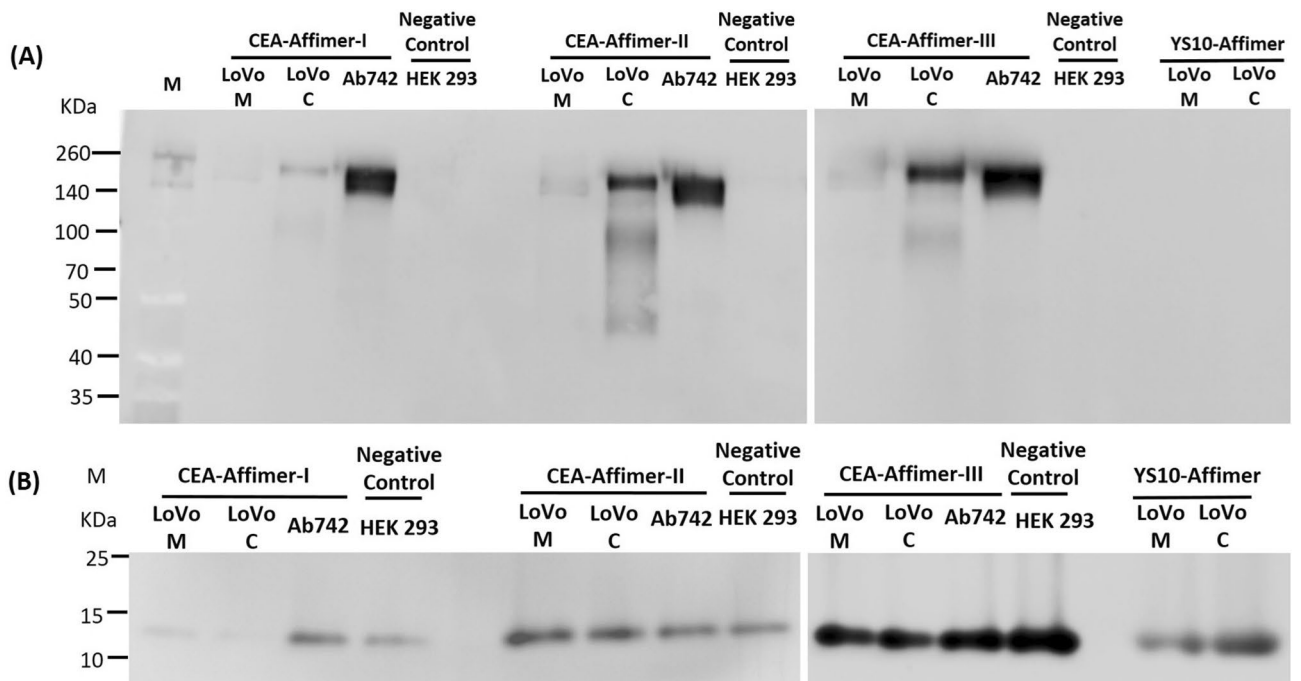 (A)
CEA-Affimer-I
Negative
Control
CEA-Affimer-II
Negative
Control
CEA-Affimer-III
Negative
Control
YS10-Affimer
M
LoVo
M
LoVo
C
Ab742
HEK 293
LoVo
M
LoVo
C
Ab742
HEK 293
LoVo
M
LoVo
C
Ab742
HEK 293
LoVo
M
LoVo
C
KDa
260
140
100
70
50
40
35
(B)
M
CEA-Affimer-I
Negative
Control
CEA-Affimer-II
Negative
Control
CEA-Affimer-III
Negative
Control
YS10-Affimer
KDa
LoVo
M
LoVo
C
Ab742
HEK 293
LoVo
M
LoVo
C
Ab742
HEK 293
LoVo
M
LoVo
C
Ab742
HEK 293
LoVo
M
LoVo
C
25
15
10